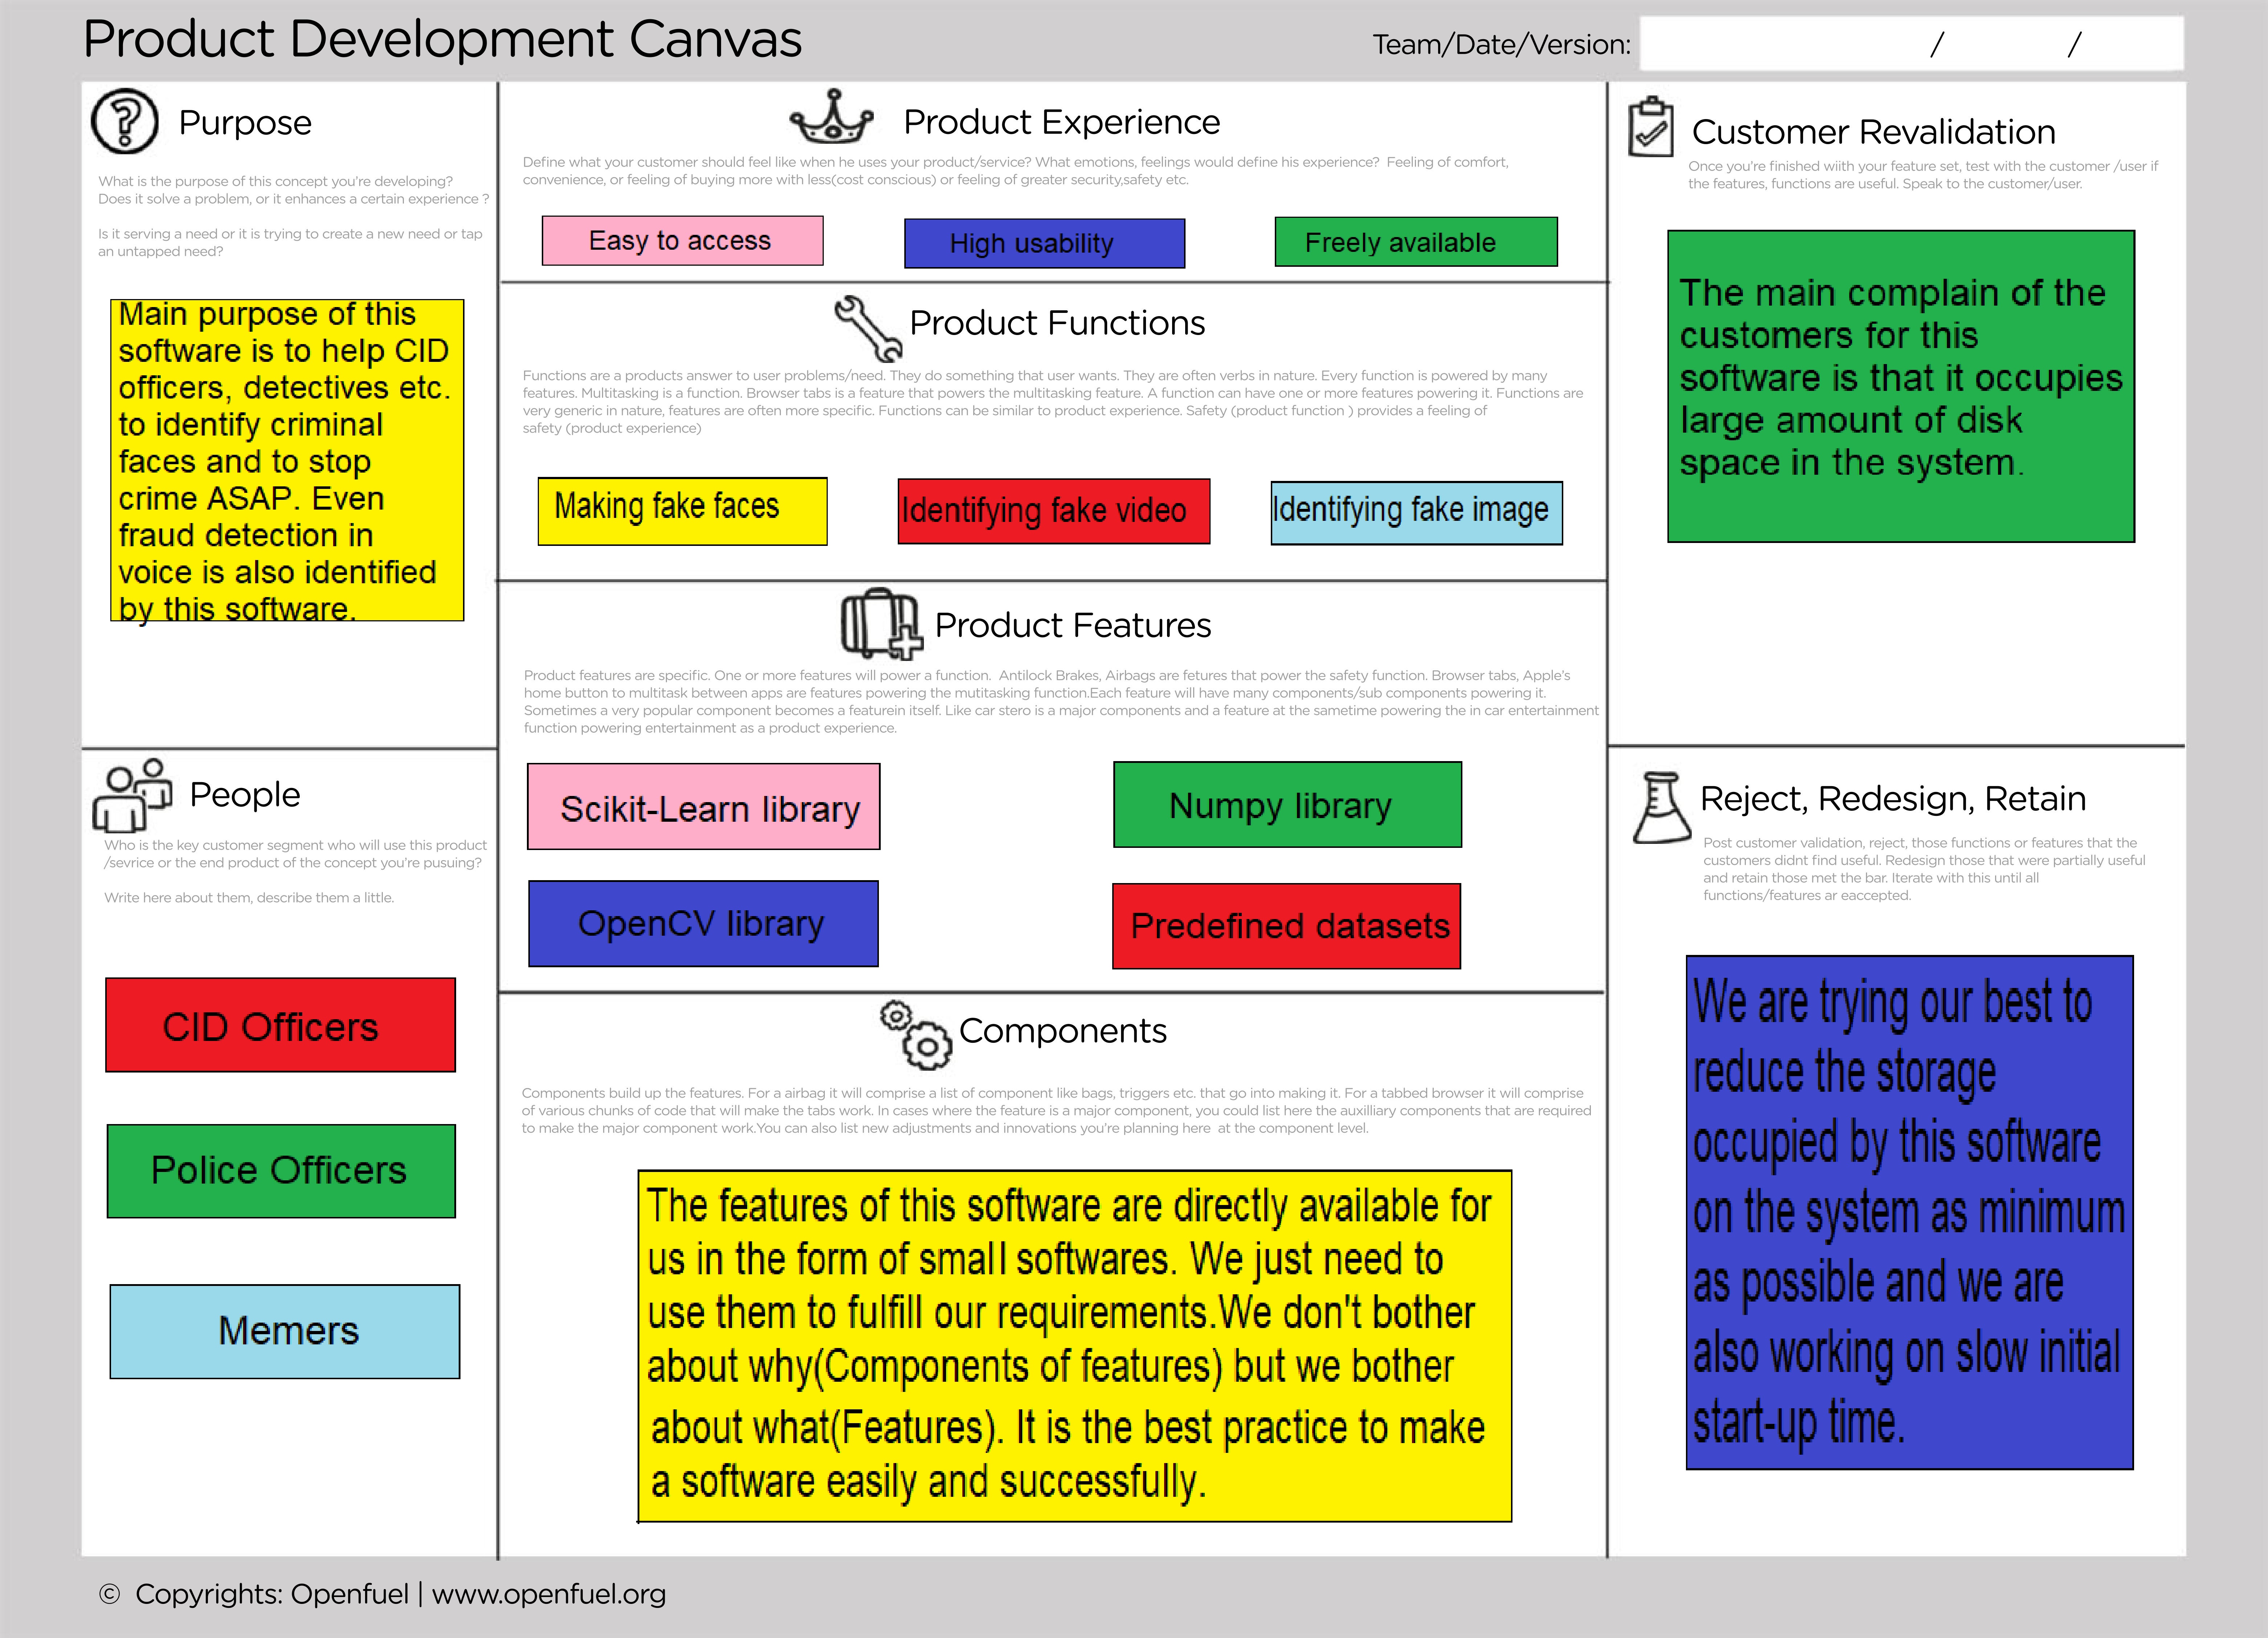 Product Development Canvas
Team/Date/Version: / /
Purpose
What is the purpose of this concept you're developing?
Does it solve a problem, or it enhances a certain experience ?
Is it serving a need or it is trying to create a new need or tap
an untapped need?
Main purpose of this
software is to help CID
officers, detectives etc.
to identify criminal
faces and to stop
crime ASAP. Even
fraud detection in
voice is also identified
by this software.
People
Who is the key customer segment who will use this product
/sevrice or the end product of the concept you're pusuing?
Write here about them, describe them a little.
CID Officers
Police Officers
Memers
Product Experience
Define what your customer should feel like when he uses your product/service? What emotions, feelings would define his experience? Feeling of comfort,
convenience, or feeling of buying more with less(cost conscious) or feeling of greater security,safety etc.
Easy to access
High usability
Freely available
Product Functions
Functions are a products answer to user problems/need. They do something that user wants. They are often verbs in nature. Every function is powered by many
features. Multitasking is a function. Browser tabs is a feature that powers the multitasking feature. A function can have one or more features powering it. Functions are
very generic in nature, features are often more specific. Functions can be similar to product experience. Safety (product function ) provides a feeling of
safety (product experience)
Making fake faces
Identifying fake video
Identifying fake image
Product Features
Product features are specific. One or more features will power a function. Antilock Brakes, Airbags are fetures that power the safety function. Browser tabs, Apple's
home button to multitask between apps are features powering the mutitasking function.Each feature will have many components/sub components powering it.
Sometimes a very popular component becomes a featurein itself. Like car stero is a major components and a feature at the sametime powering the in car entertainment
function powering entertainment as a product experience.
Scikit-Learn library
Numpy library
OpenCV library
Predefined datasets
Components
Components build up the features. For a airbag it will comprise a list of component like bags, triggers etc. that go into making it. For a tabbed browser it will comprise
of various chunks of code that will make the tabs work. In cases where the feature is a major component, you could list here the auxilliary components that are required
to make the major component work.You can also list new adjustments and innovations you're planning here at the component level.
The features of this software are directly available for
us in the form of small softwares. We just need to
use them to fulfill our requirements.We don't bother
about why(Components of features) but we bother
about what(Features). It is the best practice to make
a software easily and successfully.
Customer Revalidation
Once you're finished wiith your feature set, test with the customer /user if
the features, functions are useful. Speak to the customer/user.
The main complain of the
customers for this
software is that it occupies
large amount of disk
space in the system.
Reject, Redesign, Retain
Post customer validation, reject, those functions or features that the
customers didnt find useful. Redesign those that were partially useful
and retain those met the bar. Iterate with this until all
functions/features ar eaccepted.
We are trying our best to
reduce the storage
occupied by this software
on the system as minimum
as possible and we are
also working on slow initial
start-up time.
© Copyrights: Openfuel | www.openfuel.org